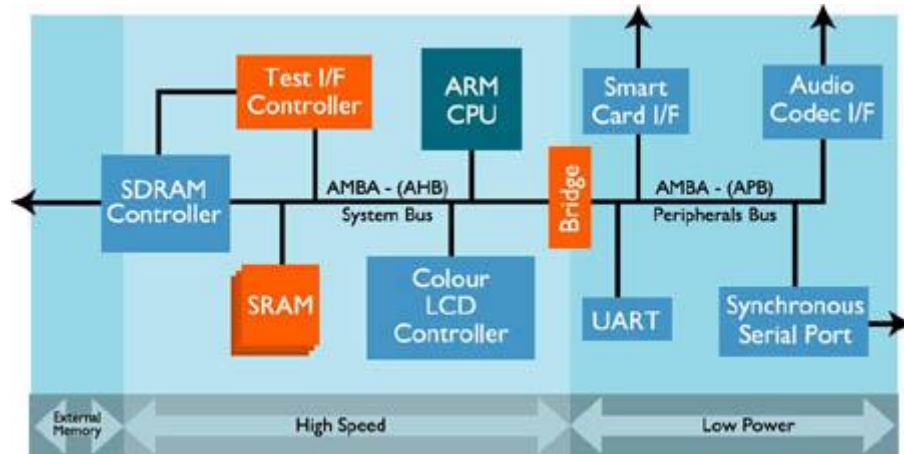 Test I/F
Controller
ARM
CPU
Smart
Card I/F
Audio
Codec I/F
SDRAM
Controller
AMBA - (AHB)
System Bus
Bridge
AMBA - (APB)
Peripherals Bus
SRAM
Colour
LCD
Controller
UART
Synchronous
Serial Port
External
Memory
High Speed
Low Power